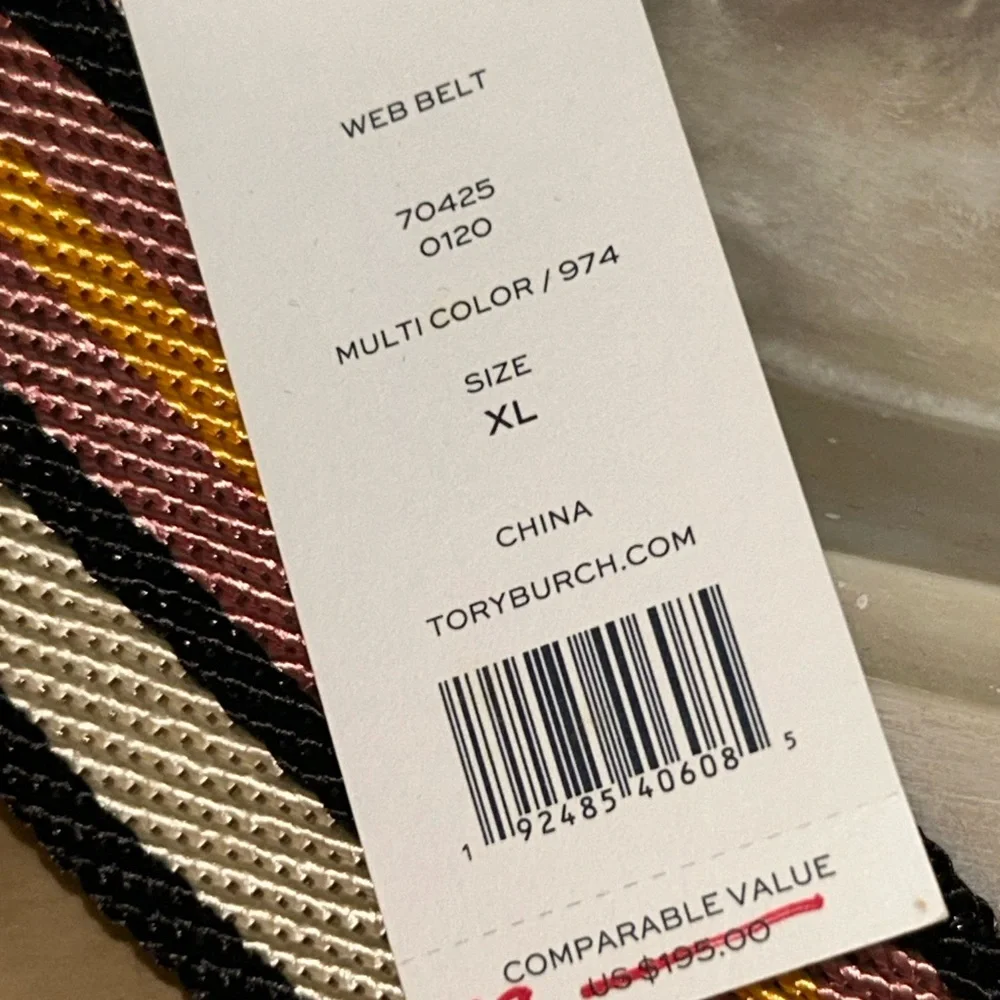 WEB BELT
70425
0120
MULTI COLOR / 974
SIZE
XL
CHINA
TORYBURCH.COM
1 92485 40608 5
COMPARABLE VALUE
US $195.00